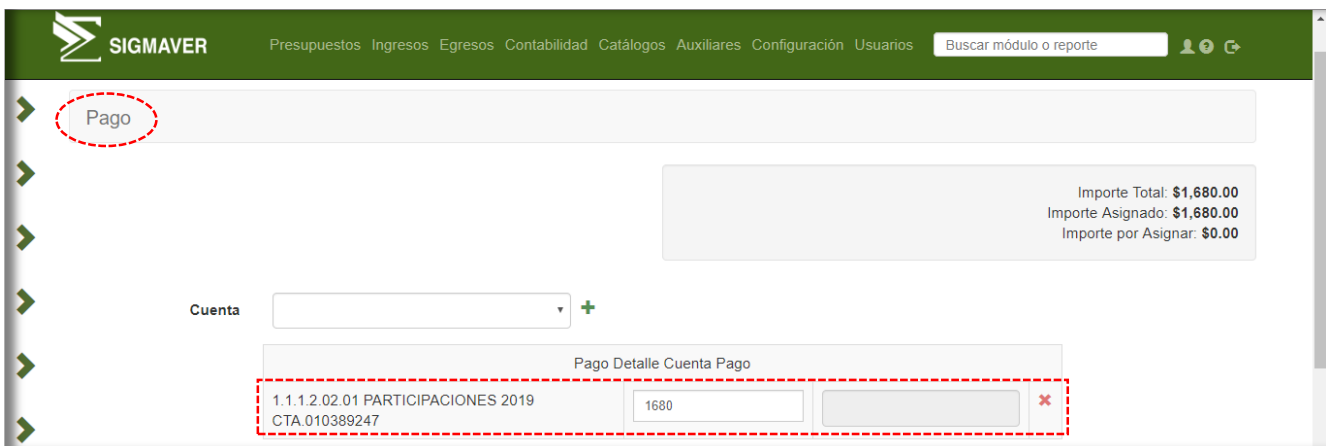 SIGMAVER
Presupuestos Ingresos Egresos Contabilidad Catálogos Auxiliares Configuración Usuarios Buscar módulo o reporte
Pago
Importe Total: $1,680.00
Importe Asignado: $1,680.00
Importe por Asignar: $0.00
Cuenta
Pago Detalle Cuenta Pago
1.1.1.2.02.01 PARTICIPACIONES 2019
CTA.010389247
1680